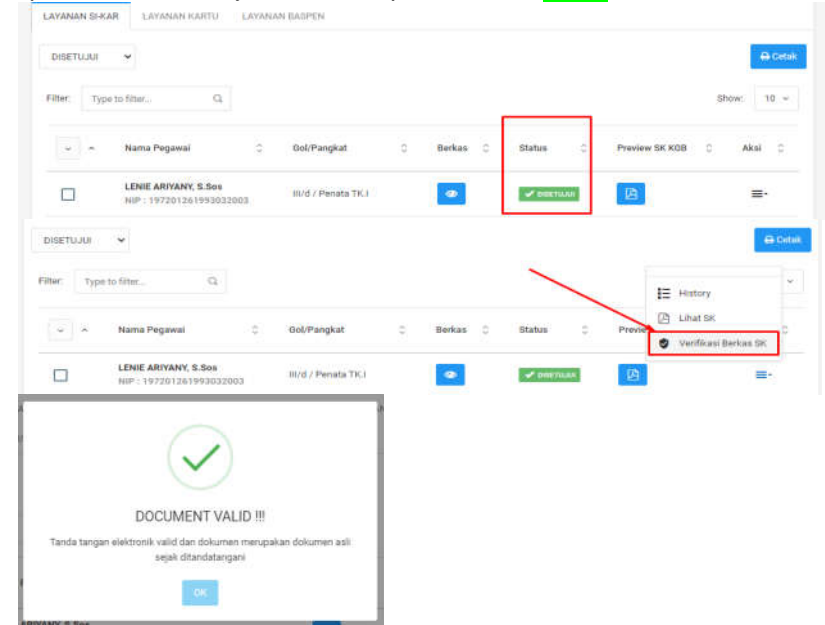 LAYANAN SI-KAR LAYANAN KARTU LAYANAN BASPEN
DISETUJUI Cetak
Filter: Type to filter... Show: 10
Nama Pegawai Gol/Pangkat Berkas Status Preview SK KGB Aksi
LENIE ARIYANY, S.Sos
NIP : 197201261993032003 III/d / Penata TK.I DISETUJUI
DISETUJUI Cetak
Filter: Type to filter...
History
Lihat SK
Nama Pegawai Gol/Pangkat Berkas Status
Verifikasi Berkas SK
LENIE ARIYANY, S.Sos
NIP : 197201261993032003 III/d / Penata TK.I DISETUJUI
DOCUMENT VALID !!!
Tanda tangan elektronik valid dan dokumen merupakan dokumen asli
sejak ditandatangani
OK
ARIYANY, S.Sos